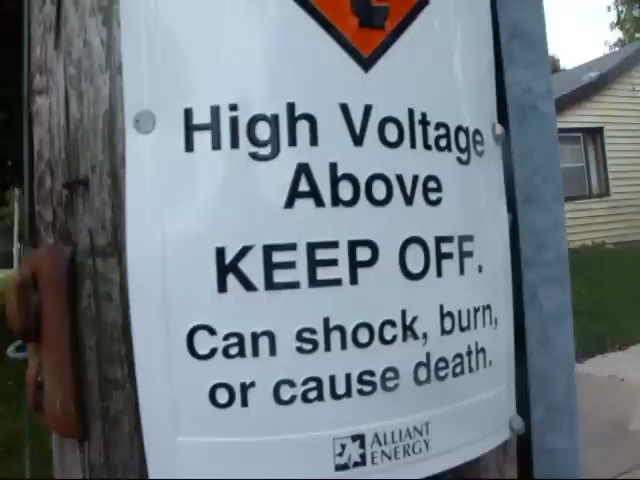 High Voltage
Above
KEEP OFF.
Can shock, burn,
or cause death.
ALLIANT
ENERGY